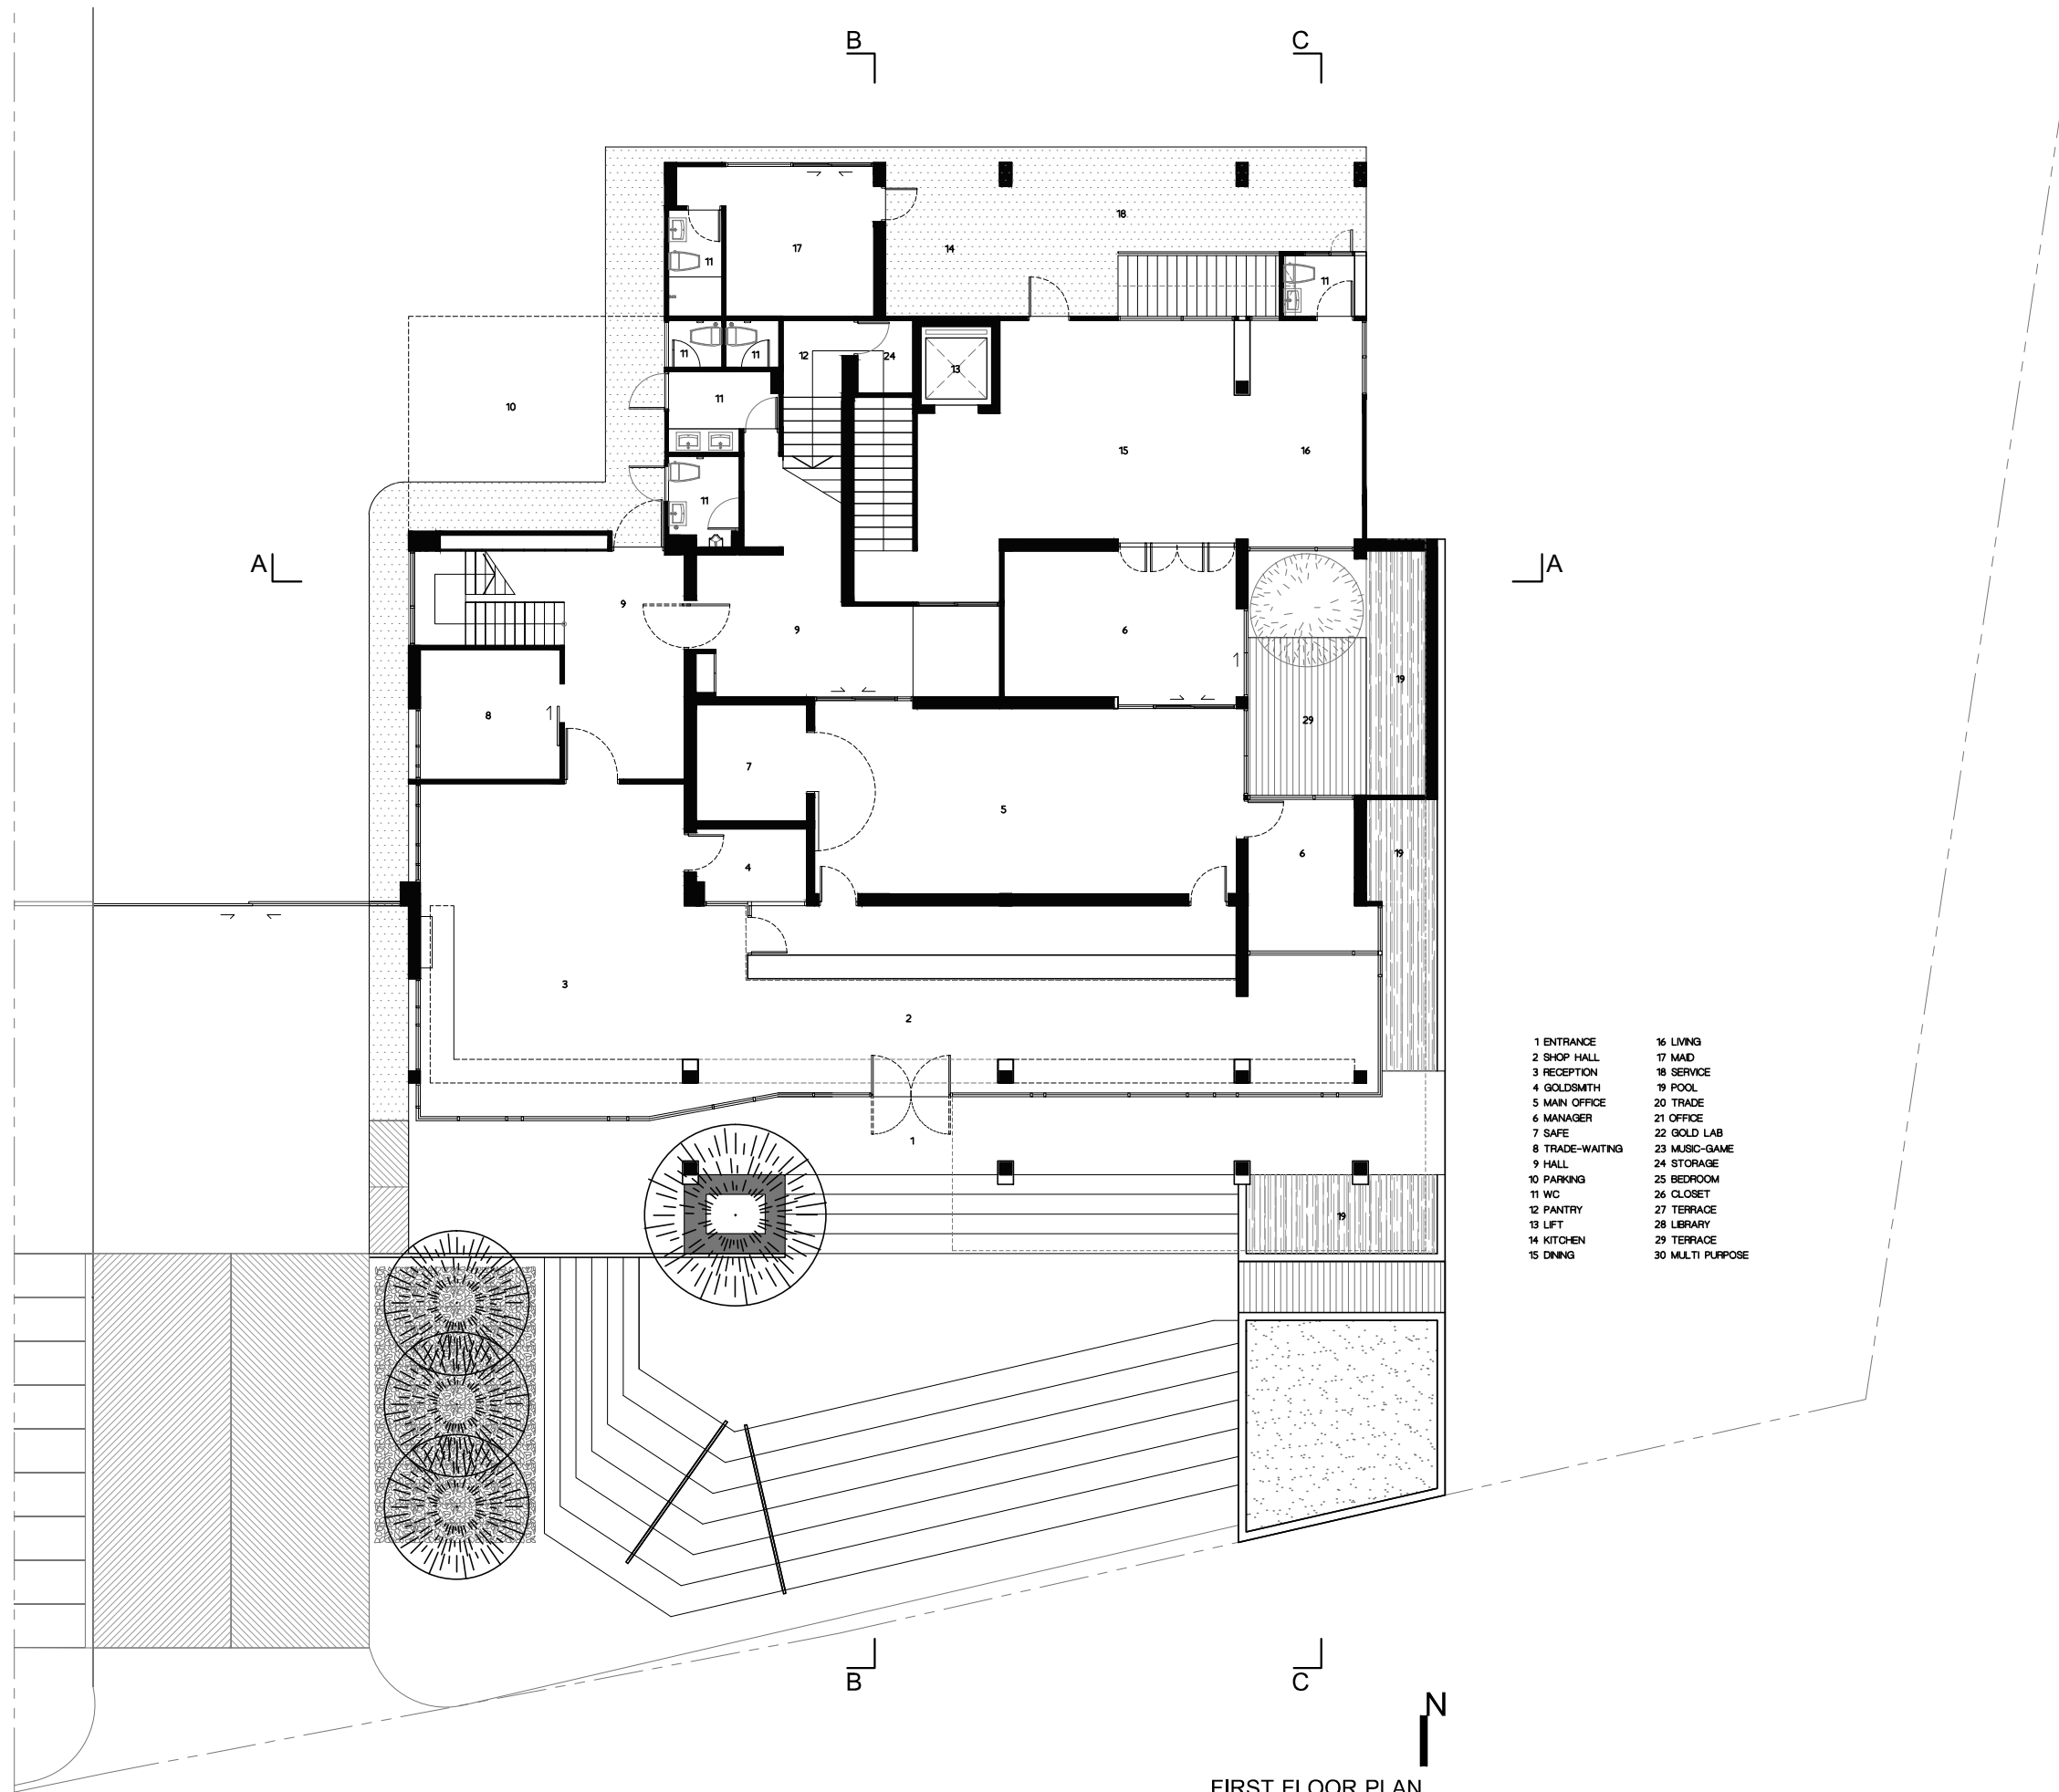 B C
18
14
17
11
11
11
11
12
24
13
10
11
15
16
11
A A
9
9
6
1
19
8
1
29
7
5
4
6
19
3
2
1
19
1 ENTRANCE
2 SHOP HALL
3 RECEPTION
4 GOLDSMITH
5 MAIN OFFICE
6 MANAGER
7 SAFE
8 TRADE-WAITING
9 HALL
10 PARKING
11 WC
12 PANTRY
13 LIFT
14 KITCHEN
15 DINING
16 LIVING
17 MAID
18 SERVICE
19 POOL
20 TRADE
21 OFFICE
22 GOLD LAB
23 MUSIC-GAME
24 STORAGE
25 BEDROOM
26 CLOSET
27 TERRACE
28 LIBRARY
29 TERRACE
30 MULTI PURPOSE
B C
N
FIRST FLOOR PLAN